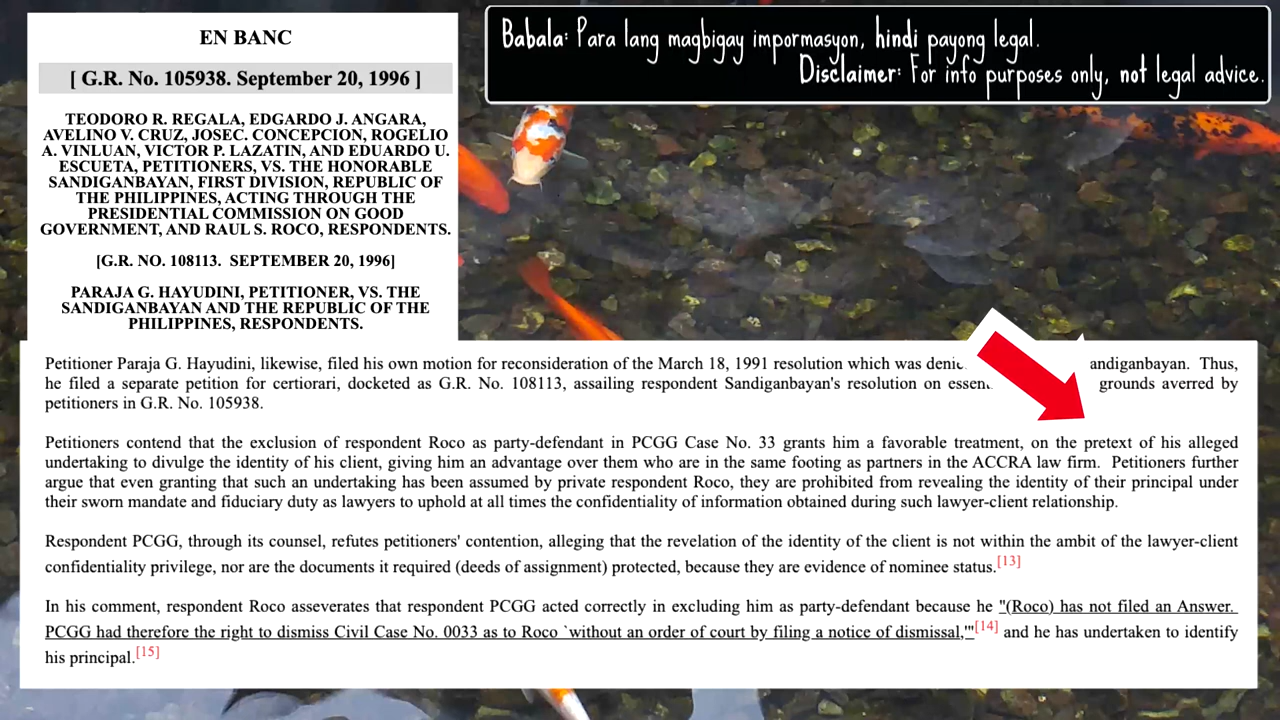 EN BANC
[ G.R. No. 105938. September 20, 1996 ]
TEODORO R. REGALA, EDGARDO J. ANGARA,
AVELINO V. CRUZ, JOSEC. CONCEPCION, ROGELIO
A. VINLUAN, VICTOR P. LAZATIN, AND EDUARDO U.
ESCUETA, PETITIONERS, VS. THE HONORABLE
SANDIGANBAYAN, FIRST DIVISION, REPUBLIC OF
THE PHILIPPINES, ACTING THROUGH THE
PRESIDENTIAL COMMISSION ON GOOD
GOVERNMENT, AND RAUL S. ROCO, RESPONDENTS.
[G.R. NO. 108113. SEPTEMBER 20, 1996]
PARAJA G. HAYUDINI, PETITIONER, VS. THE
SANDIGANBAYAN AND THE REPUBLIC OF THE
PHILIPPINES, RESPONDENTS.
Babala: Para lang magbigay impormasyon, hindi payong legal.
Disclaimer: For info purposes only, not legal advice.
Petitioner Paraja G. Hayudini, likewise, filed his own motion for reconsideration of the March 18, 1991 resolution which was Thus,
he filed a separate petition for certiorari, docketed as G.R. No. 108113, assailing respondent Sandiganbayan's resolution on grounds averred by
petitioners in G.R. No. 105938.
Petitioners contend that the exclusion of respondent Roco as party-defendant in PCGG Case No. 33 grants him a favorable treatment, on the pretext of his alleged
undertaking to divulge the identity of his client, giving him an advantage over them who are in the same footing as partners in the ACCRA law firm. Petitioners further
argue that even granting that such an undertaking has been assumed by private respondent Roco, they are prohibited from revealing the identity of their principal under
their sworn mandate and fiduciary duty as lawyers to uphold at all times the confidentiality of information obtained during such lawyer-client relationship.
Respondent PCGG, through its counsel, refutes petitioners' contention, alleging that the revelation of the identity of the client is not within the ambit of the lawyer-client
confidentiality privilege, nor are the documents it required (deeds of assignment) protected, because they are evidence of nominee status.[13]
In his comment, respondent Roco asseverates that respondent PCGG acted correctly in excluding him as party-defendant because he "(Roco) has not filed an Answer.
PCGG had therefore the right to dismiss Civil Case No. 0033 as to Roco `without an order of court by filing a notice of dismissal,'"[14] and he has undertaken to identify
his principal.[15]